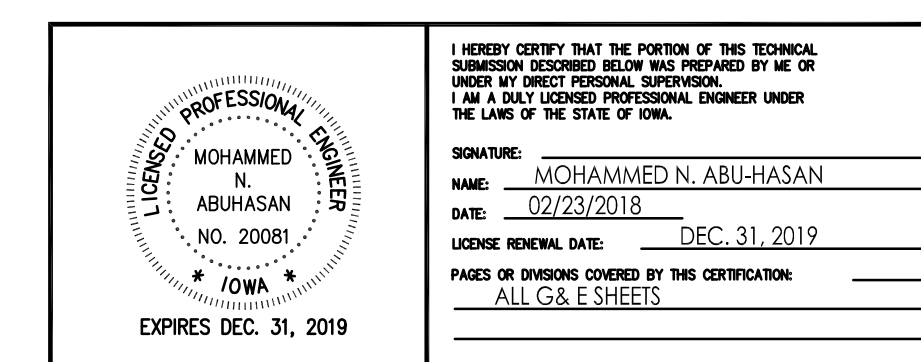 LICENSED PROFESSIONAL ENGINEER
MOHAMMED
N.
ABUHASAN
NO. 20081
* IOWA *
EXPIRES DEC. 31, 2019
I HEREBY CERTIFY THAT THE PORTION OF THIS TECHNICAL
SUBMISSION DESCRIBED BELOW WAS PREPARED BY ME OR
UNDER MY DIRECT PERSONAL SUPERVISION.
I AM A DULY LICENSED PROFESSIONAL ENGINEER UNDER
THE LAWS OF THE STATE OF IOWA.
SIGNATURE:
NAME: MOHAMMED N. ABU-HASAN
DATE: 02/23/2018
LICENSE RENEWAL DATE: DEC. 31, 2019
PAGES OR DIVISIONS COVERED BY THIS CERTIFICATION:
ALL G& E SHEETS